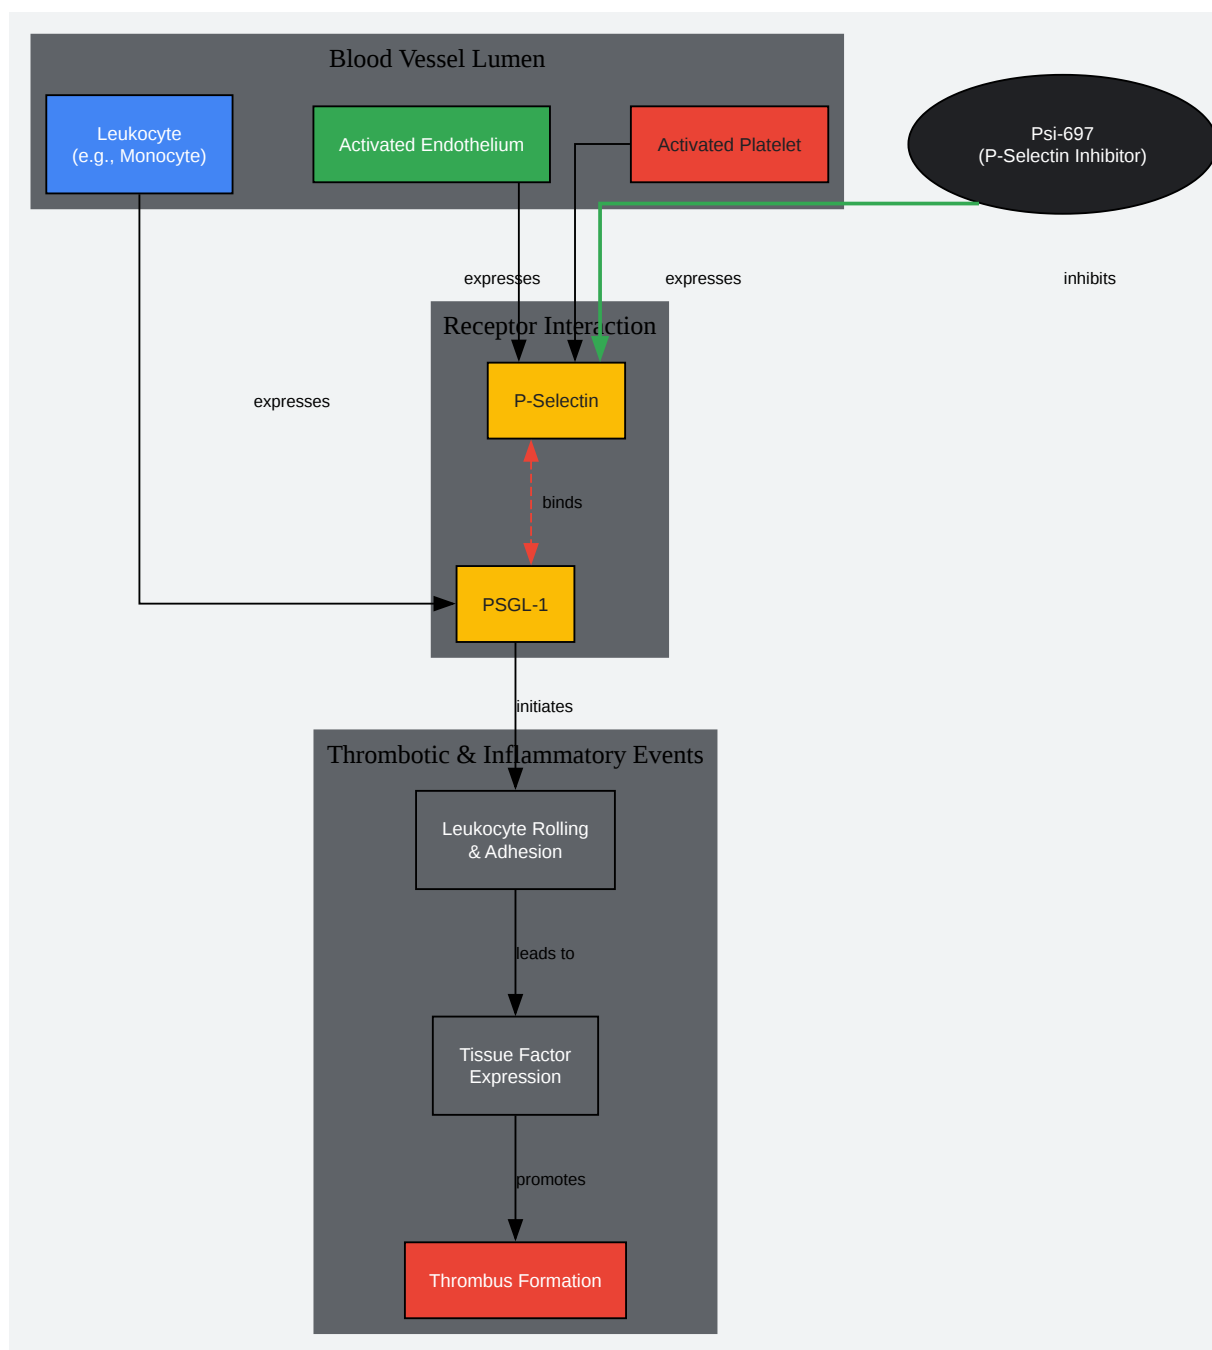 Blood Vessel Lumen
Leukocyte
(e.g., Monocyte)
Activated Endothelium
Activated Platelet
Psi-697
(P-Selectin Inhibitor)
expresses
expresses
inhibits
Receptor Interaction
P-Selectin
expresses
binds
PSGL-1
initiates
Thrombotic & Inflammatory Events
Leukocyte Rolling
& Adhesion
leads to
Tissue Factor
Expression
promotes
Thrombus Formation